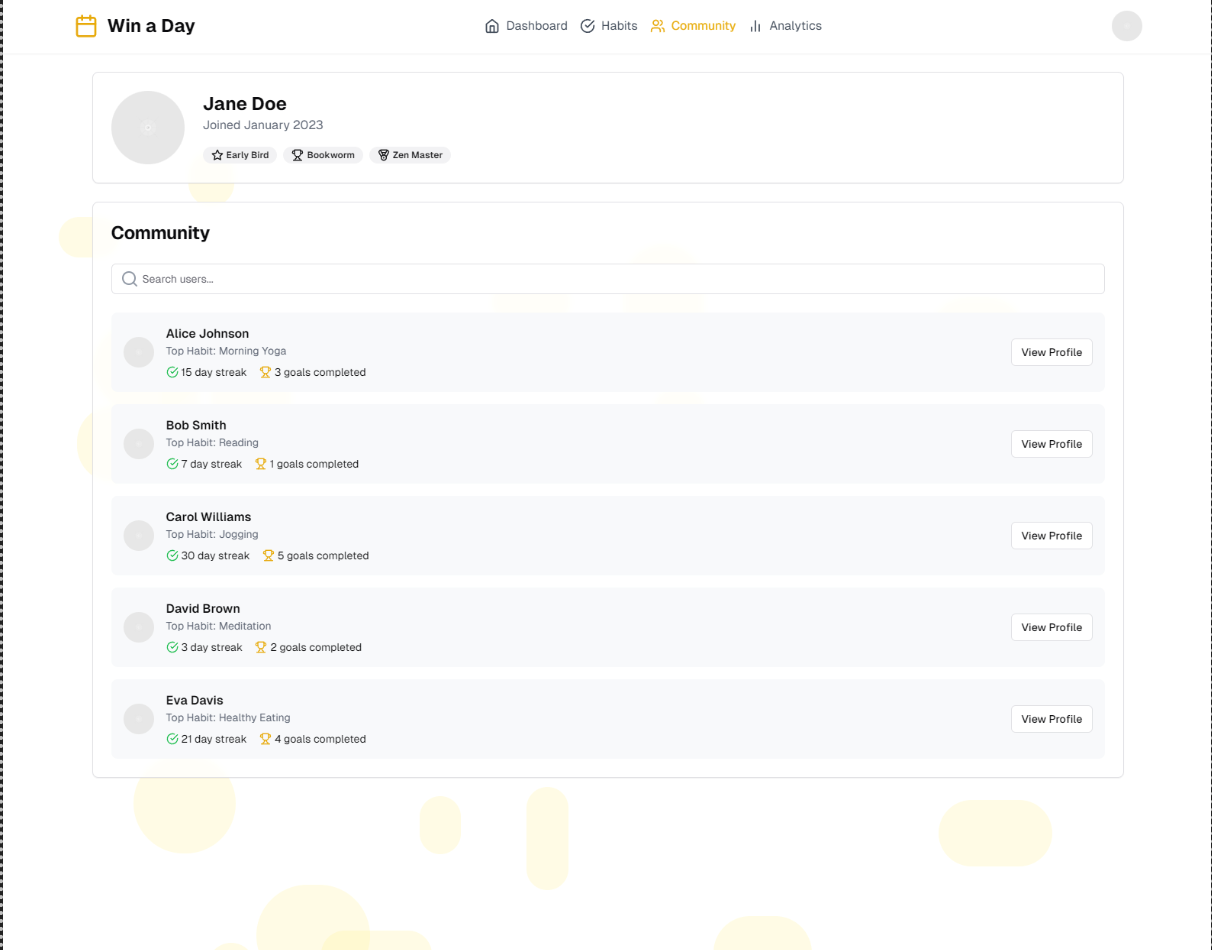 Win a Day
Dashboard Habits Community Analytics
Jane Doe
Joined January 2023
Early Bird Bookworm Zen Master
Community
Search users...
Alice Johnson
Top Habit: Morning Yoga
15 day streak 3 goals completed
View Profile
Bob Smith
Top Habit: Reading
7 day streak 1 goals completed
View Profile
Carol Williams
Top Habit: Jogging
30 day streak 5 goals completed
View Profile
David Brown
Top Habit: Meditation
3 day streak 2 goals completed
View Profile
Eva Davis
Top Habit: Healthy Eating
21 day streak 4 goals completed
View Profile